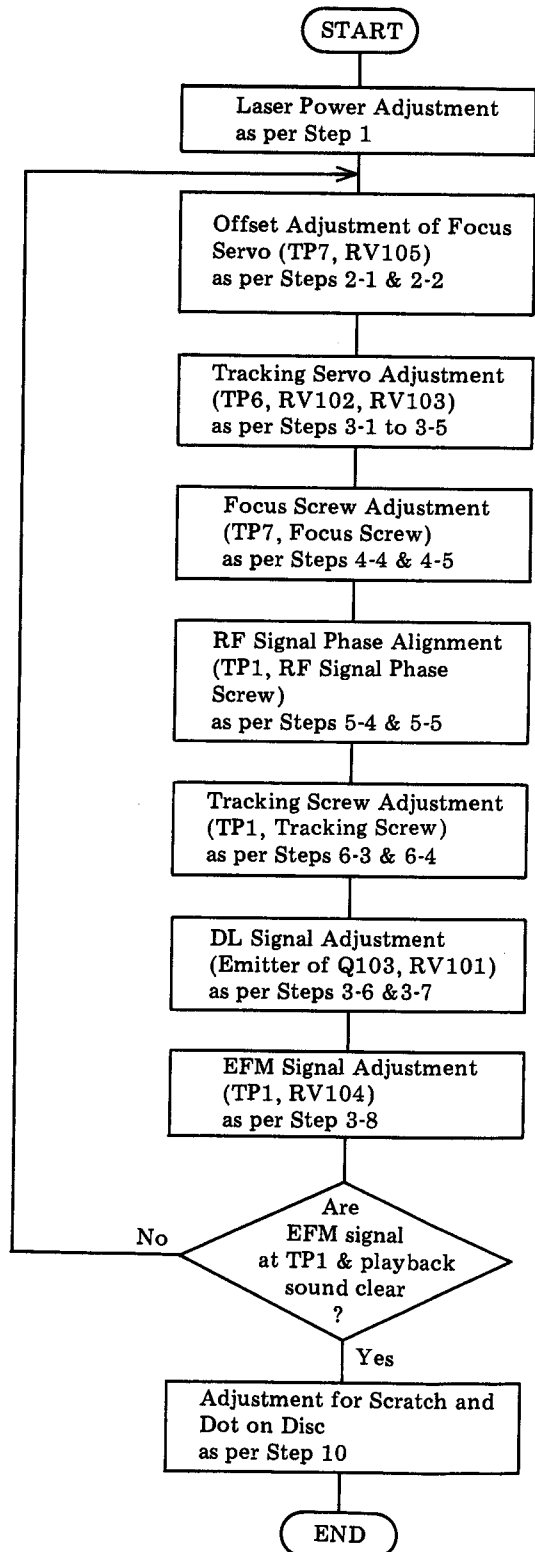 START
Laser Power Adjustment
as per Step 1
Offset Adjustment of Focus
Servo (TP7, RV105)
as per Steps 2-1 & 2-2
Tracking Servo Adjustment
(TP6, RV102, RV103)
as per Steps 3-1 to 3-5
Focus Screw Adjustment
(TP7, Focus Screw)
as per Steps 4-4 & 4-5
RF Signal Phase Alignment
(TP1, RF Signal Phase
Screw)
as per Steps 5-4 & 5-5
Tracking Screw Adjustment
(TP1, Tracking Screw)
as per Steps 6-3 & 6-4
DL Signal Adjustment
(Emitter of Q103, RV101)
as per Steps 3-6 &3-7
EFM Signal Adjustment
(TP1, RV104)
as per Step 3-8
Are
EFM signal
at TP1 & playback
sound clear
?
No
Yes
Adjustment for Scratch and
Dot on Disc
as per Step 10
END